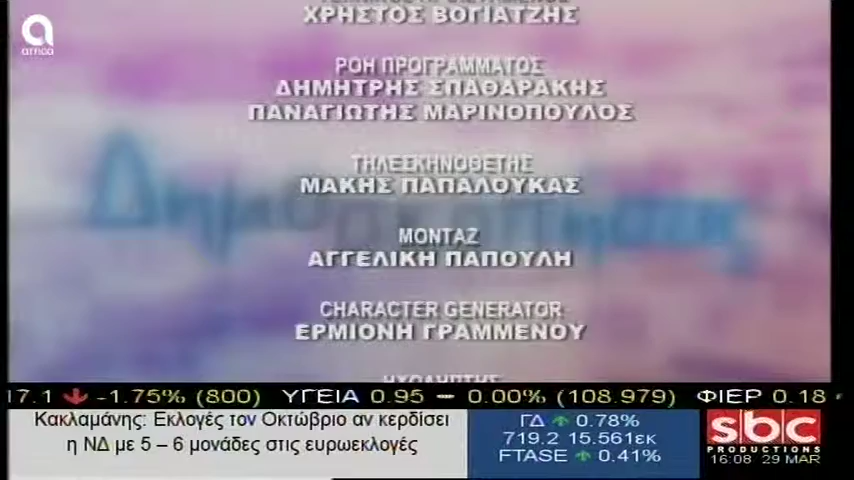 attica
ΧΡΗΣΤΟΣ ΒΟΓΙΑΤΖΗΣ
ΡΟΗ ΠΡΟΓΡΑΜΜΑΤΟΣ
ΔΗΜΗΤΡΗΣ ΣΠΑΘΑΡΑΚΗΣ
ΠΑΝΑΓΙΩΤΗΣ ΜΑΡΙΝΟΠΟΥΛΟΣ
ΤΗΛΕΣΚΗΝΟΘΕΤΗΣ
ΜΑΚΗΣ ΠΑΠΑΛΟΥΚΑΣ
ΜΟΝΤΑΖ
ΑΓΓΕΛΙΚΗ ΠΑΠΟΥΛΗ
CHARACTER GENERATOR
ΕΡΜΙΟΝΗ ΓΡΑΜΜΕΝΟΥ
ΗΧΟΛΗΠΤΗΣ
17.1 -1.75% (800) ΥΓΕΙΑ 0.95 0.00% (108.979) ΦΙΕΡ 0.18
Κακλαμάνης: Εκλογές τον Οκτώβριο αν κερδίσει
η ΝΔ με 5 – 6 μονάδες στις ευρωεκλογές
ΓΔ 0.78%
719.2 15.561εκ
FTASE 0.41%
sbc
PRODUCTIONS
16:08 29 MAR